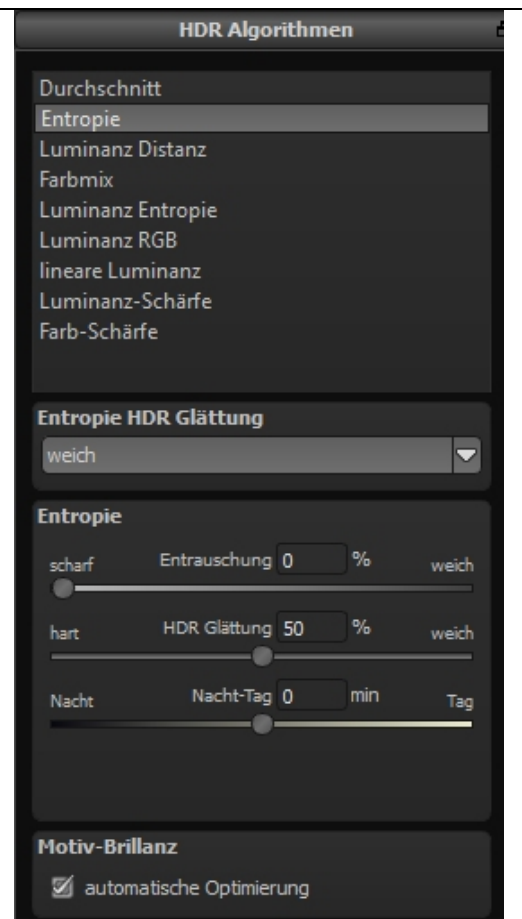 HDR Algorithmen
Durchschnitt
Entropie
Luminanz Distanz
Farbmix
Luminanz Entropie
Luminanz RGB
lineare Luminanz
Luminanz-Schärfe
Farb-Schärfe
Entropie HDR Glättung
weich
Entropie
scharf Entrauschung 0 % weich
hart HDR Glättung 50 % weich
Nacht Nacht-Tag 0 min Tag
Motiv-Brillanz
automatische Optimierung